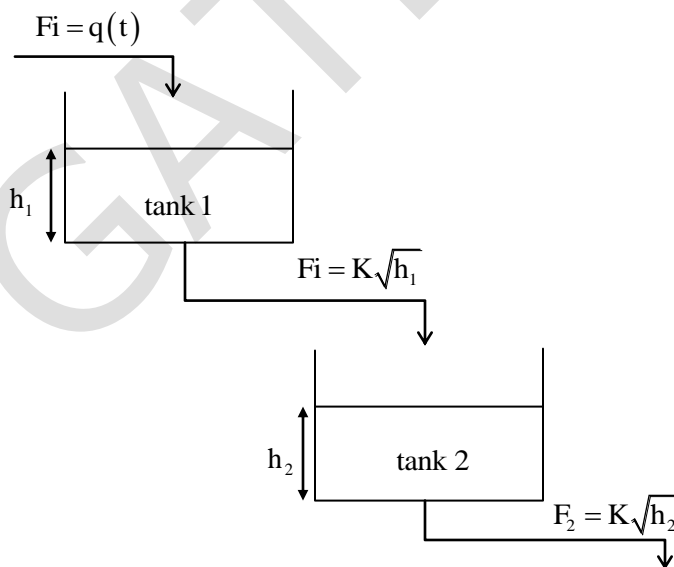 Fi = q(t)
h₁
tank 1
Fi = K√h₁
h₂
tank 2
F₂ = K√h₂